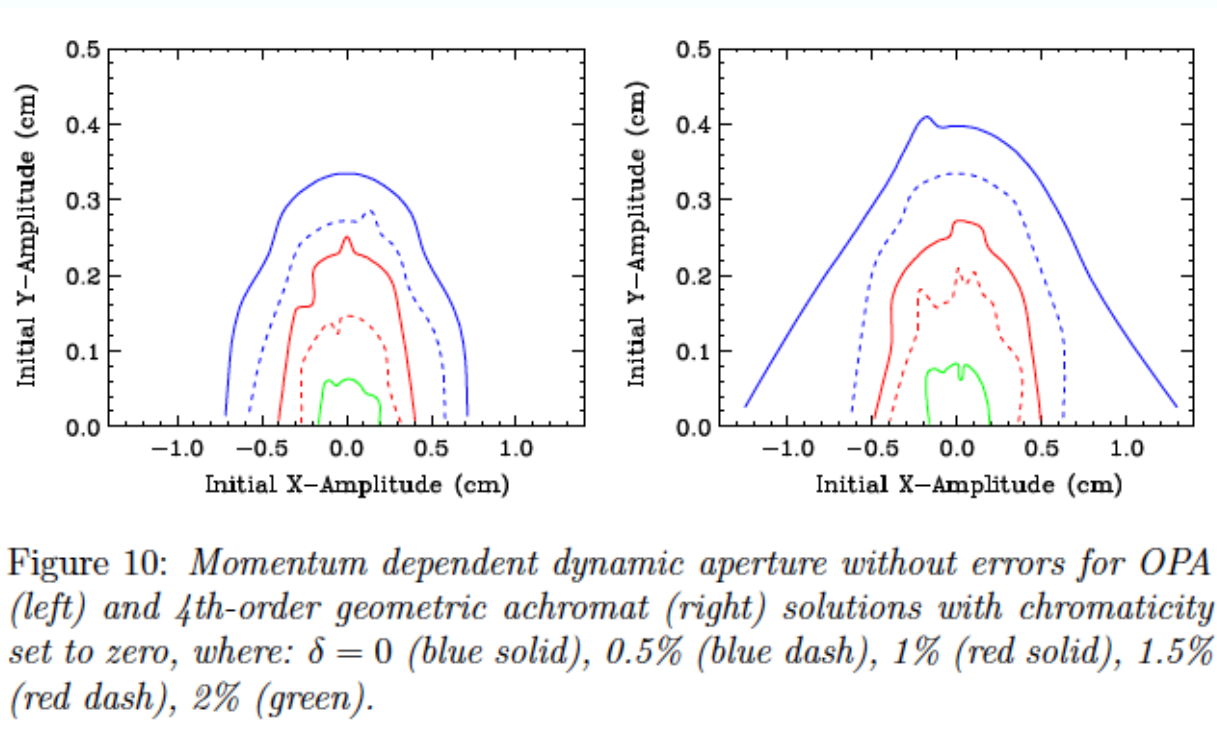 0.5
0.4
0.3
0.2
0.1
0.0
Initial Y−Amplitude (cm)
−1.0 −0.5 0.0 0.5 1.0
Initial X−Amplitude (cm)
0.5
0.4
0.3
0.2
0.1
0.0
Initial Y−Amplitude (cm)
−1.0 −0.5 0.0 0.5 1.0
Initial X−Amplitude (cm)
Figure 10: Momentum dependent dynamic aperture without errors for OPA
(left) and 4th-order geometric achromat (right) solutions with chromaticity
set to zero, where: δ = 0 (blue solid), 0.5% (blue dash), 1% (red solid), 1.5%
(red dash), 2% (green).